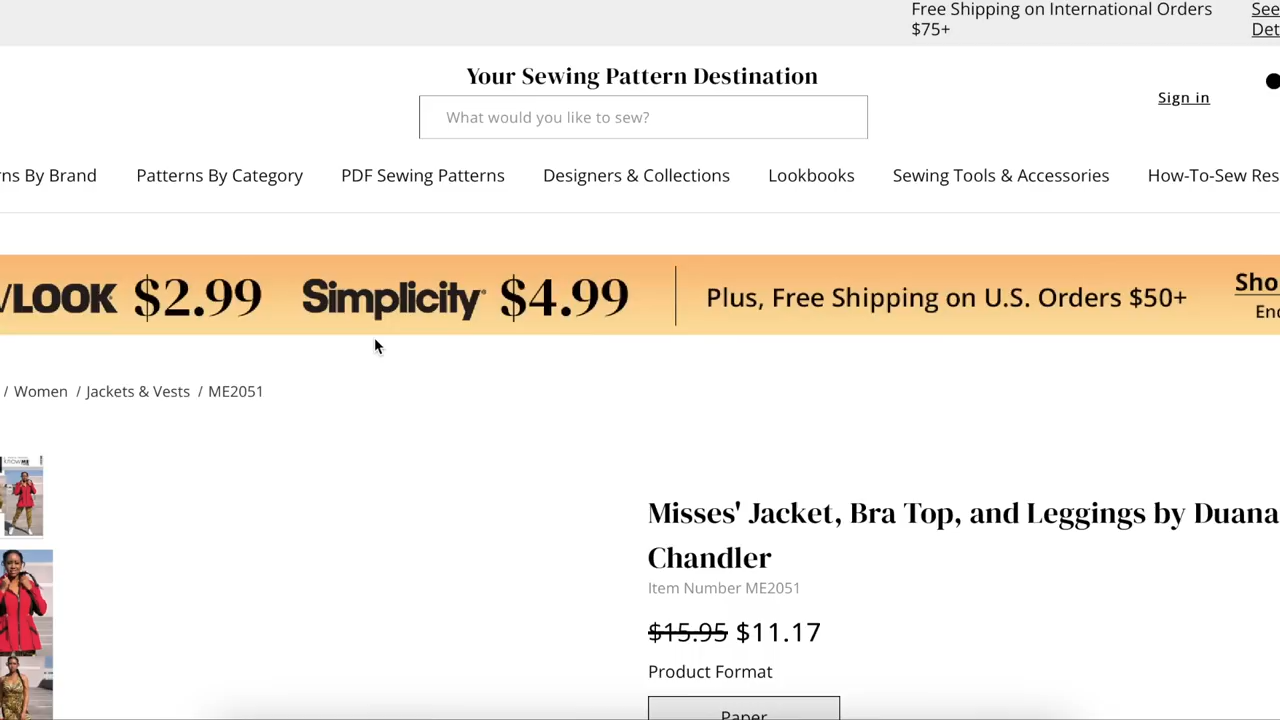 Free Shipping on International Orders
$75+
See
Det
Your Sewing Pattern Destination
What would you like to sew?
Sign in
rns By Brand
Patterns By Category
PDF Sewing Patterns
Designers & Collections
Lookbooks
Sewing Tools & Accessories
How-To-Sew Res
LOOK $2.99
Simplicity $4.99
Plus, Free Shipping on U.S. Orders $50+
Sho
End
/ Women / Jackets & Vests / ME2051
KNOWME
Misses' Jacket, Bra Top, and Leggings by Duana
Chandler
Item Number ME2051
$15.95 $11.17
Product Format
Paper